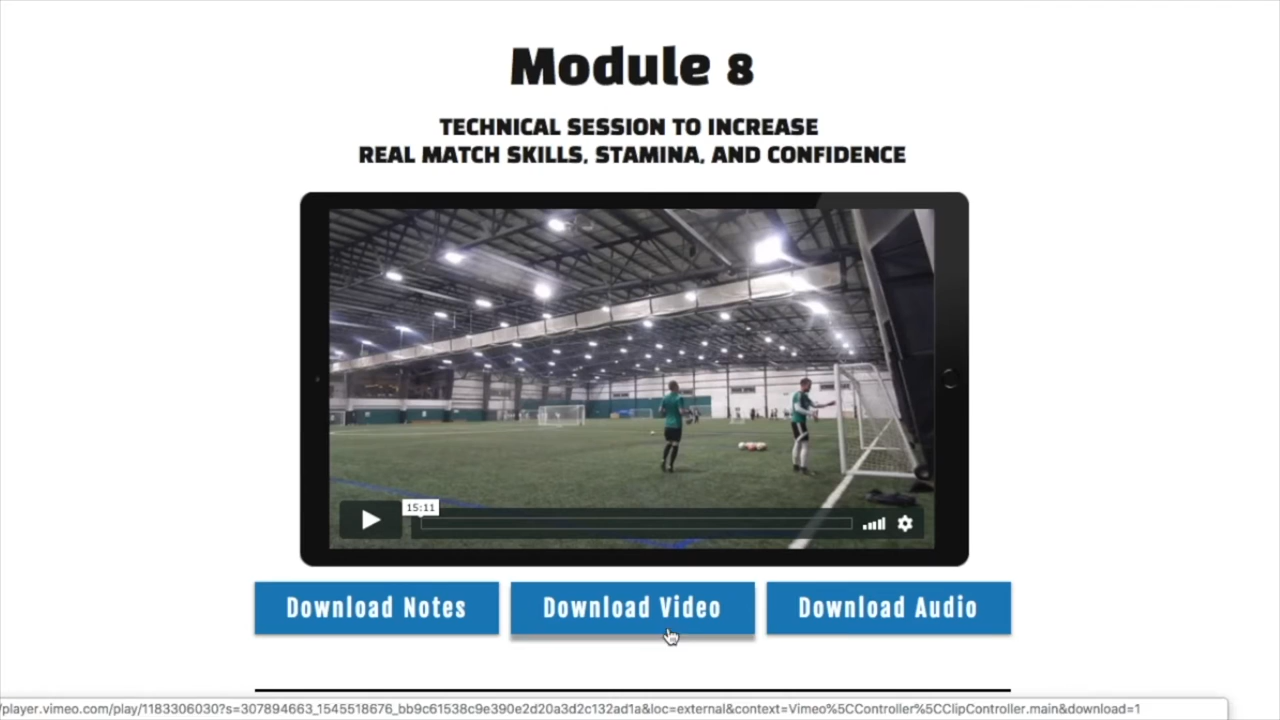 Module 8
TECHNICAL SESSION TO INCREASE
REAL MATCH SKILLS, STAMINA, AND CONFIDENCE
15:11
Download Notes Download Video Download Audio
/player.vimeo.com/play/1183306030?s=307894663_1545518676_bb9c61538c9e390e2d20a3d2c132ad1a&loc=external&context=Vimeo%5CController%5CClipController.main&download=1